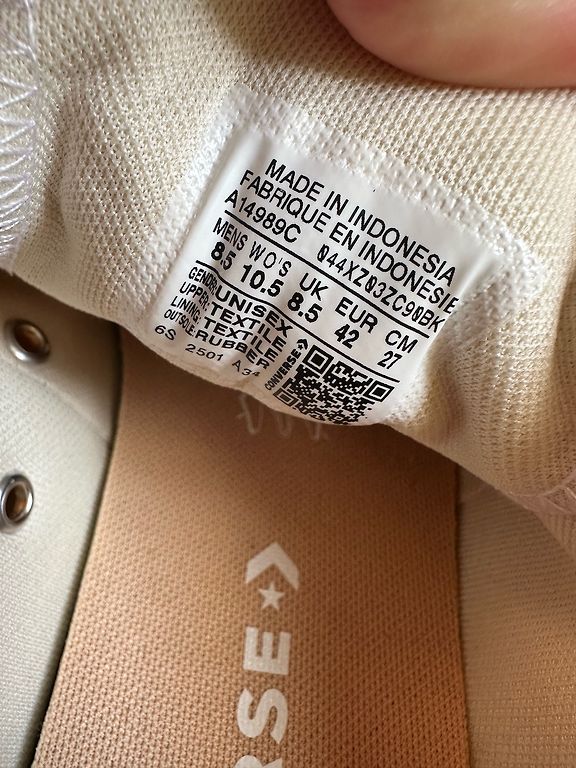 MADE IN INDONESIA
FABRIQUE EN INDONESIE
A14989C 044XZ03ZC90BK
MENS WO'S UK EUR CM
8.5 10.5 8.5 42 27
GENDER: UNISEX
UPPER: TEXTILE
LINING: TEXTILE
OUTSOLE: RUBBER
6S 2501 A34
CONVERSE
RSE